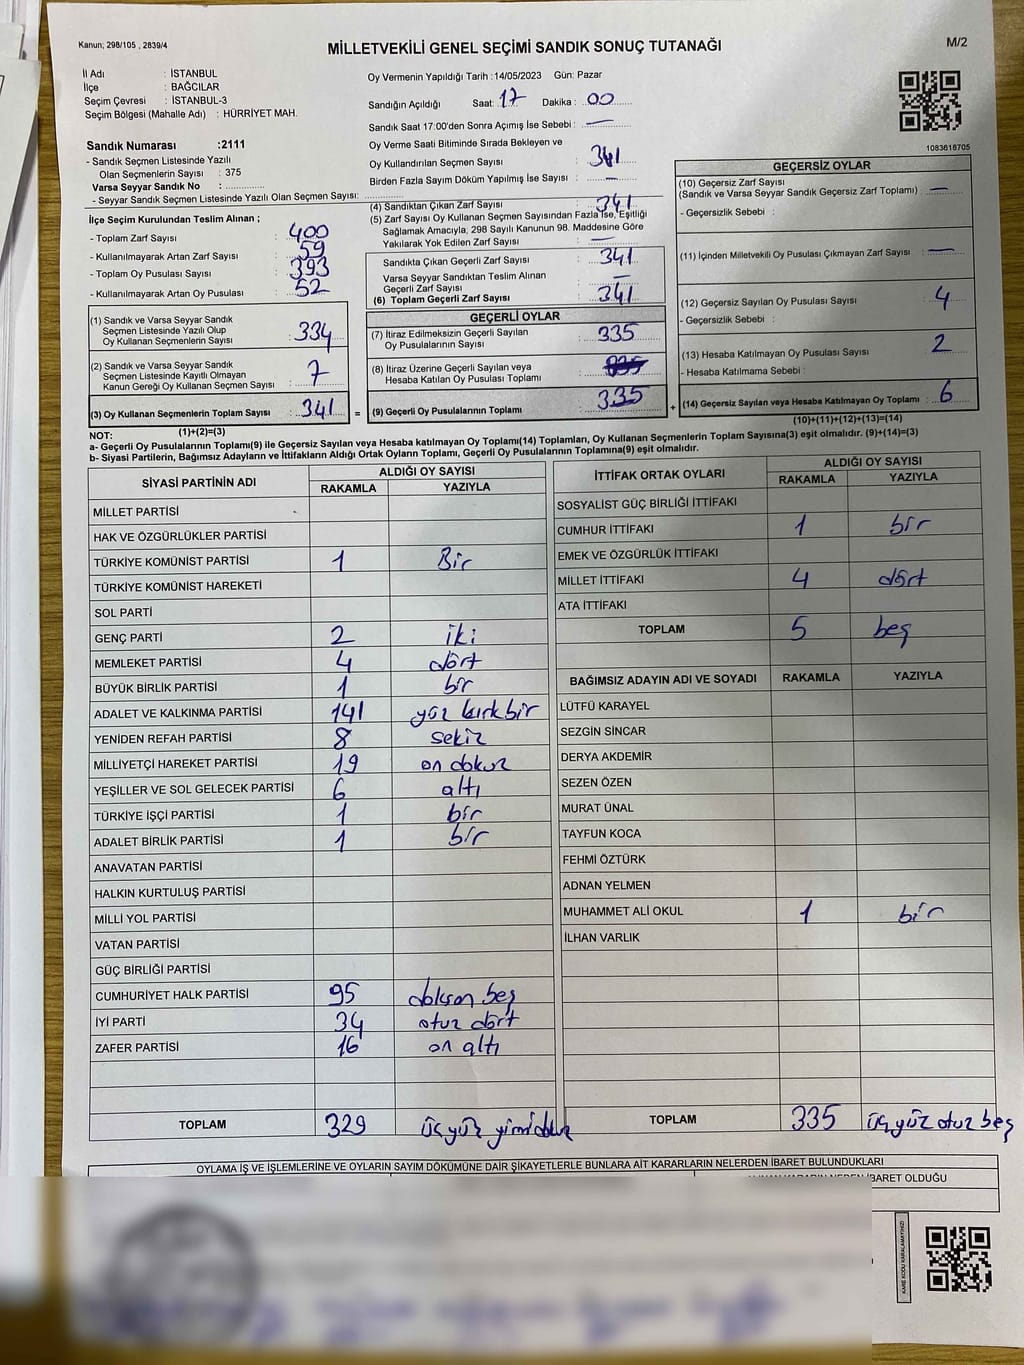 Kanun; 298/105 , 2839/4
MİLLETVEKİLİ GENEL SEÇİMİ SANDIK SONUÇ TUTANAĞI
M/2
İl Adı : İSTANBUL
İlçe : BAĞCILAR
Seçim Çevresi : İSTANBUL-3
Seçim Bölgesi (Mahalle Adı) : HÜRRİYET MAH.
Oy Vermenin Yapıldığı Tarih :14/05/2023 Gün: Pazar
Sandığın Açıldığı Saat: 17 Dakika : 00
Sandık Saat 17:00'den Sonra Açımış İse Sebebi : —
Oy Verme Saati Bitiminde Sırada Bekleyen ve
Oy Kullandırılan Seçmen Sayısı : 341
Birden Fazla Sayım Döküm Yapılmış İse Sayısı : —
1083618705
Sandık Numarası :2111
- Sandık Seçmen Listesinde Yazılı
Olan Seçmenlerin Sayısı : 375
Varsa Seyyar Sandık No :
- Seyyar Sandık Seçmen Listesinde Yazılı Olan Seçmen Sayısı:
İlçe Seçim Kurulundan Teslim Alınan ;
- Toplam Zarf Sayısı : 400
- Kullanılmayarak Artan Zarf Sayısı : 59
- Toplam Oy Pusulası Sayısı : 393
- Kullanılmayarak Artan Oy Pusulası : 52
(4) Sandıktan Çıkan Zarf Sayısı : 341
(5) Zarf Sayısı Oy Kullanan Seçmen Sayısından Fazla İse, Eşitliği
Sağlamak Amacıyla; 298 Sayılı Kanunun 98. Maddesine Göre
Yakılarak Yok Edilen Zarf Sayısı : —
Sandıkta Çıkan Geçerli Zarf Sayısı : 341
Varsa Seyyar Sandıktan Teslim Alınan
Geçerli Zarf Sayısı : —
(6) Toplam Geçerli Zarf Sayısı : 341
GEÇERSİZ OYLAR
(10) Geçersiz Zarf Sayısı
(Sandık ve Varsa Seyyar Sandık Geçersiz Zarf Toplamı) : —
- Geçersizlik Sebebi :
(11) İçinden Milletvekili Oy Pusulası Çıkmayan Zarf Sayısı : —
(12) Geçersiz Sayılan Oy Pusulası Sayısı : 4
- Geçersizlik Sebebi :
(13) Hesaba Katılmayan Oy Pusulası Sayısı : 2
- Hesaba Katılmama Sebebi :
(14) Geçersiz Sayılan veya Hesaba Katılmayan Oy Toplamı : 6
(10)+(11)+(12)+(13)=(14)
(1) Sandık ve Varsa Seyyar Sandık
Seçmen Listesinde Yazılı Olup
Oy Kullanan Seçmenlerin Sayısı : 334
(2) Sandık ve Varsa Seyyar Sandık
Seçmen Listesinde Kayıtlı Olmayan
Kanun Gereği Oy Kullanan Seçmen Sayısı : 7
(3) Oy Kullanan Seçmenlerin Toplam Sayısı : 341 =
(1)+(2)=(3)
GEÇERLİ OYLAR
(7) İtiraz Edilmeksizin Geçerli Sayılan
Oy Pusulalarının Sayısı : 335
(8) İtiraz Üzerine Geçerli Sayılan veya
Hesaba Katılan Oy Pusulası Toplamı :
(9) Geçerli Oy Pusulalarının Toplamı : 335 +
NOT:
a- Geçerli Oy Pusulalarının Toplamı(9) ile Geçersiz Sayılan veya Hesaba katılmayan Oy Toplamı(14) Toplamları, Oy Kullanan Seçmenlerin Toplam Sayısına(3) eşit olmalıdır. (9)+(14)=(3)
b- Siyasi Partilerin, Bağımsız Adayların ve İttifakların Aldığı Ortak Oyların Toplamı, Geçerli Oy Pusulalarının Toplamına(9) eşit olmalıdır.
SİYASİ PARTİNİN ADI ALDIĞI OY SAYISI
RAKAMLA YAZIYLA
MİLLET PARTİSİ
HAK VE ÖZGÜRLÜKLER PARTİSİ
TÜRKİYE KOMÜNİST PARTİSİ 1 Bir
TÜRKİYE KOMÜNİST HAREKETİ
SOL PARTİ
GENÇ PARTİ 2 iki
MEMLEKET PARTİSİ 4 dört
BÜYÜK BİRLİK PARTİSİ 1 bir
ADALET VE KALKINMA PARTİSİ 141 yüz kırk bir
YENİDEN REFAH PARTİSİ 8 sekiz
MİLLİYETÇİ HAREKET PARTİSİ 19 on dokuz
YEŞİLLER VE SOL GELECEK PARTİSİ 6 altı
TÜRKİYE İŞÇİ PARTİSİ 1 bir
ADALET BİRLİK PARTİSİ 1 bir
ANAVATAN PARTİSİ
HALKIN KURTULUŞ PARTİSİ
MİLLİ YOL PARTİSİ
VATAN PARTİSİ
GÜÇ BİRLİĞİ PARTİSİ
CUMHURİYET HALK PARTİSİ 95 doksan beş
İYİ PARTİ 34 otuz dört
ZAFER PARTİSİ 16 on altı
TOPLAM 329 üçyüz yirmidokuz
İTTİFAK ORTAK OYLARI ALDIĞI OY SAYISI
RAKAMLA YAZIYLA
SOSYALİST GÜÇ BİRLİĞİ İTTİFAKI
CUMHUR İTTİFAKI 1 bir
EMEK VE ÖZGÜRLÜK İTTİFAKI
MİLLET İTTİFAKI 4 dört
ATA İTTİFAKI
TOPLAM 5 beş
BAĞIMSIZ ADAYIN ADI VE SOYADI RAKAMLA YAZIYLA
LÜTFÜ KARAYEL
SEZGİN SİNCAR
DERYA AKDEMİR
SEZEN ÖZEN
MURAT ÜNAL
TAYFUN KOCA
FEHMİ ÖZTÜRK
ADNAN YELMEN
MUHAMMET ALİ OKUL 1 bir
İLHAN VARLIK
TOPLAM 335 üçyüz otuz beş
OYLAMA İŞ VE İŞLEMLERİNE VE OYLARIN SAYIM DÖKÜMÜNE DAİR ŞİKAYETLERLE BUNLARA AİT KARARLARIN NELERDEN İBARET BULUNDUKLARI
İBARET OLDUĞU
KARE KODU KARALAMAYINIZ!